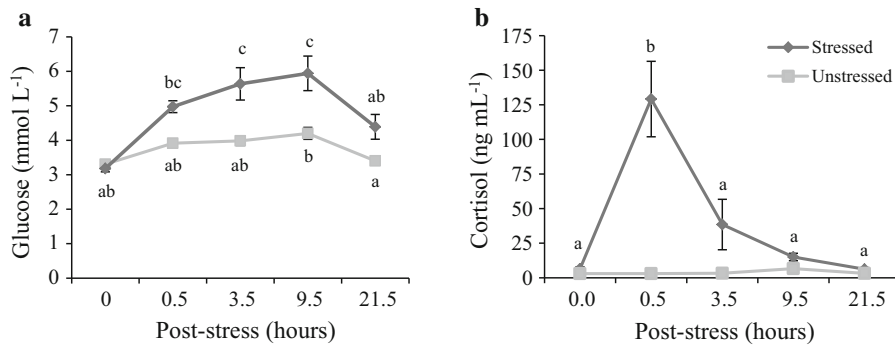 a
Glucose (mmol L-1)
7
6
5
4
3
2
1
0
bc
c
c
ab
ab
ab
ab
b
a
0 0.5 3.5 9.5 21.5
Post-stress (hours)
b
Cortisol (ng mL-1)
175
150
125
100
75
50
25
0
a
b
a
a
a
0.0 0.5 3.5 9.5 21.5
Post-stress (hours)
Stressed
Unstressed